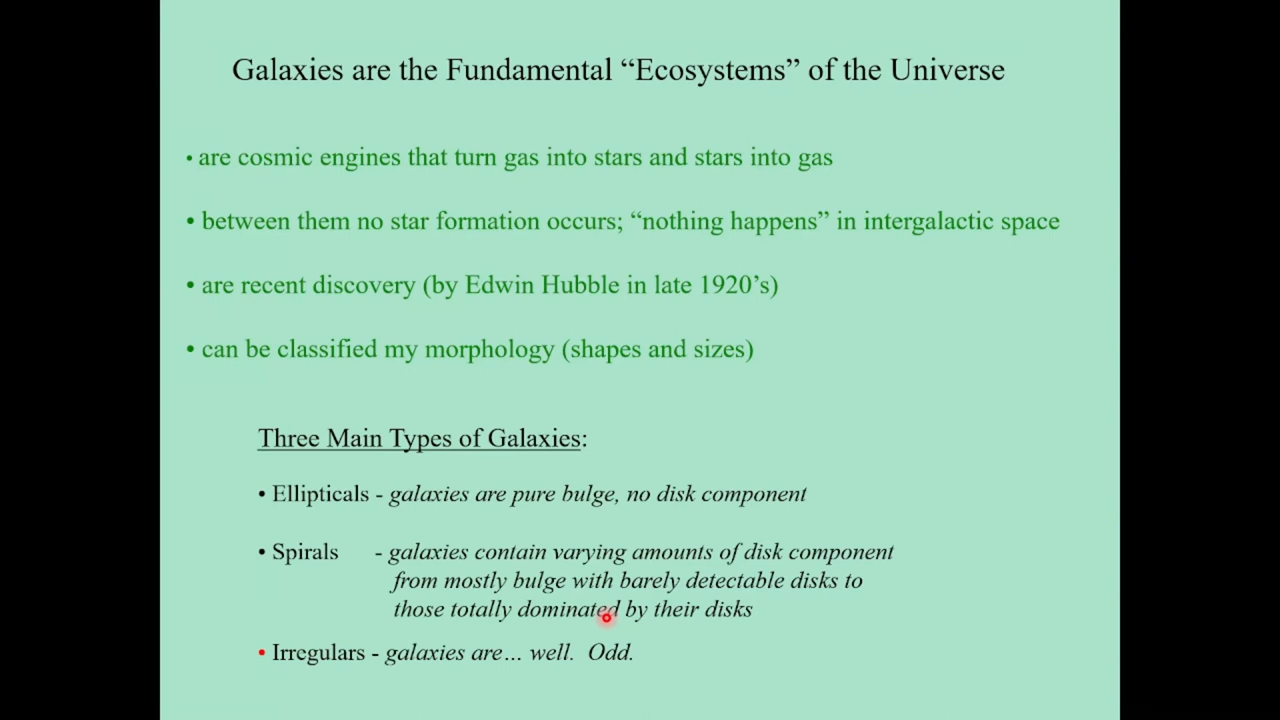 Galaxies are the Fundamental “Ecosystems” of the Universe
• are cosmic engines that turn gas into stars and stars into gas
• between them no star formation occurs; “nothing happens” in intergalactic space
• are recent discovery (by Edwin Hubble in late 1920’s)
• can be classified my morphology (shapes and sizes)
Three Main Types of Galaxies:
• Ellipticals - galaxies are pure bulge, no disk component
• Spirals - galaxies contain varying amounts of disk component
from mostly bulge with barely detectable disks to
those totally dominated by their disks
• Irregulars - galaxies are… well. Odd.